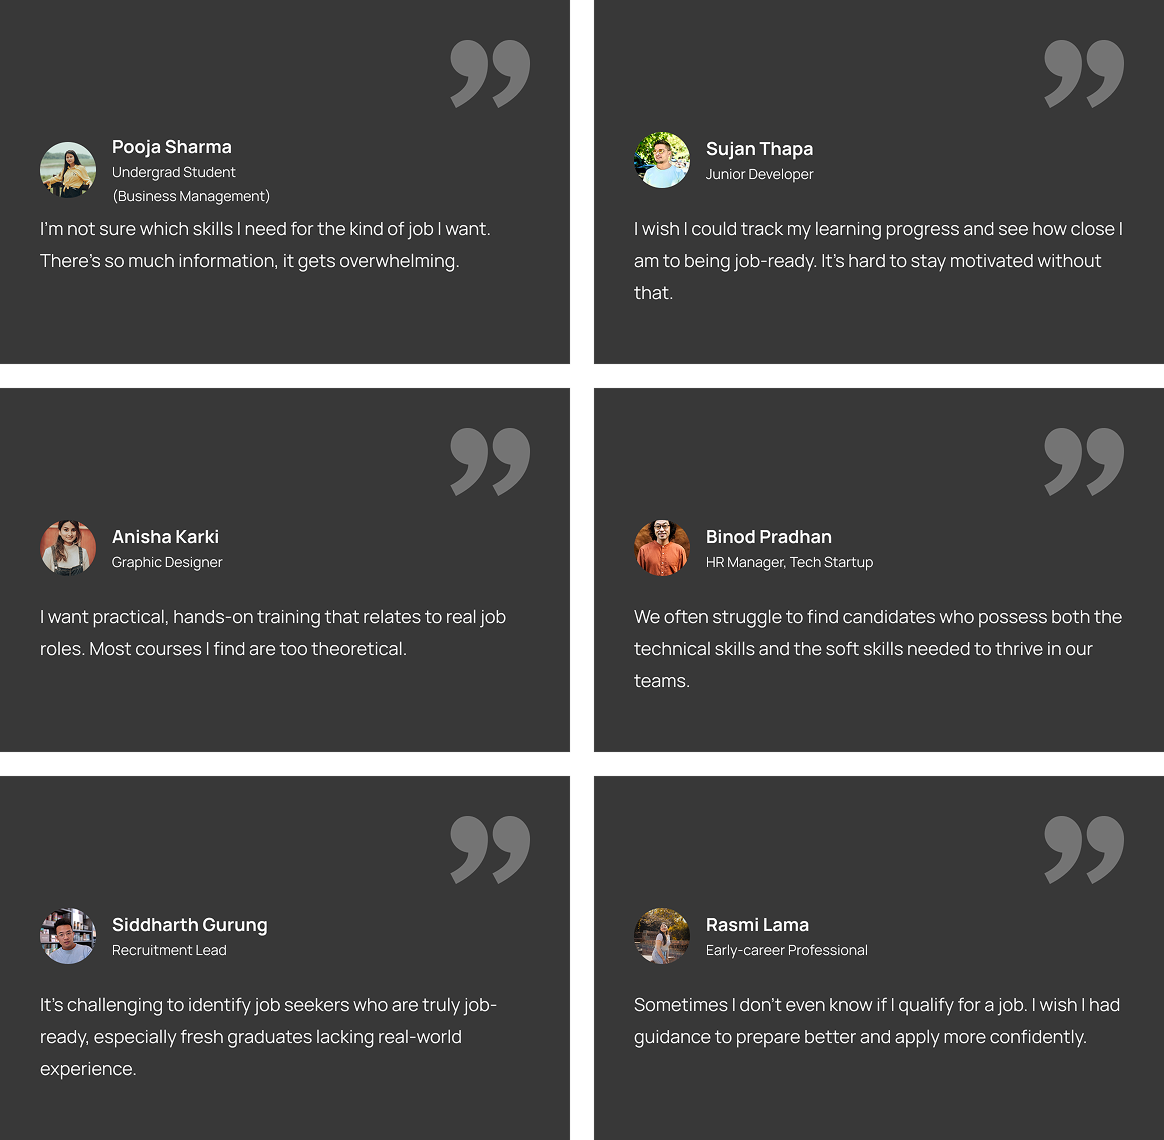 ”
Pooja Sharma
Undergrad Student
(Business Management)
I’m not sure which skills I need for the kind of job I want.
There’s so much information, it gets overwhelming.
”
Sujan Thapa
Junior Developer
I wish I could track my learning progress and see how close I
am to being job-ready. It’s hard to stay motivated without
that.
”
Anisha Karki
Graphic Designer
I want practical, hands-on training that relates to real job
roles. Most courses I find are too theoretical.
”
Binod Pradhan
HR Manager, Tech Startup
We often struggle to find candidates who possess both the
technical skills and the soft skills needed to thrive in our
teams.
”
Siddharth Gurung
Recruitment Lead
It’s challenging to identify job seekers who are truly job-
ready, especially fresh graduates lacking real-world
experience.
”
Rasmi Lama
Early-career Professional
Sometimes I don’t even know if I qualify for a job. I wish I had
guidance to prepare better and apply more confidently.